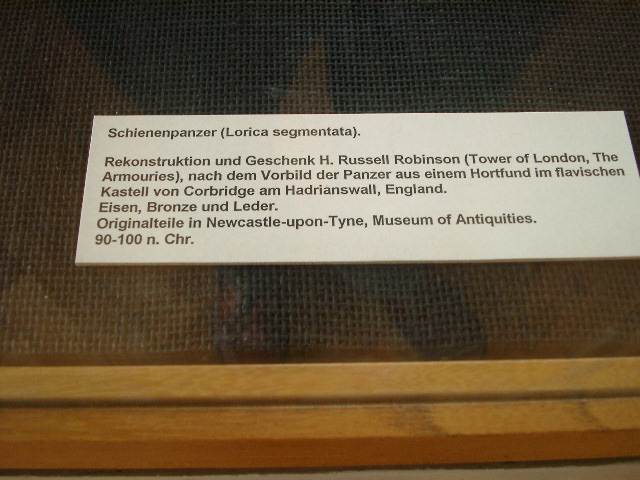 Schienenpanzer (Lorica segmentata).
Rekonstruktion und Geschenk H. Russell Robinson (Tower of London, The
Armouries), nach dem Vorbild der Panzer aus einem Hortfund im flavischen
Kastell von Corbridge am Hadrianswall, England.
Eisen, Bronze und Leder.
Originalteile in Newcastle-upon-Tyne, Museum of Antiquities.
90-100 n. Chr.